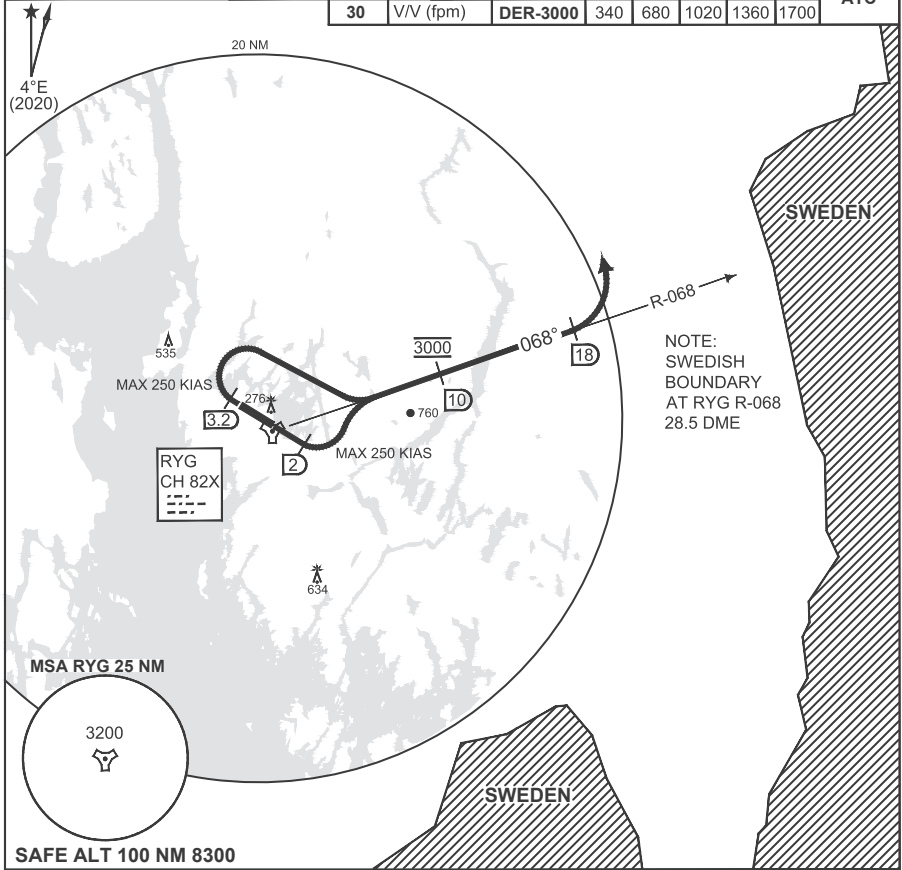 30 V/V (fpm) DER-3000 340 680 1020 1360 1700
20 NM
4°E
(2020)
SWEDEN
R-068
068°
18
NOTE:
SWEDISH
BOUNDARY
AT RYG R-068
28.5 DME
3000
10
535
MAX 250 KIAS
276
3.2
760
2
MAX 250 KIAS
RYG
CH 82X
634
MSA RYG 25 NM
3200
SWEDEN
SAFE ALT 100 NM 8300